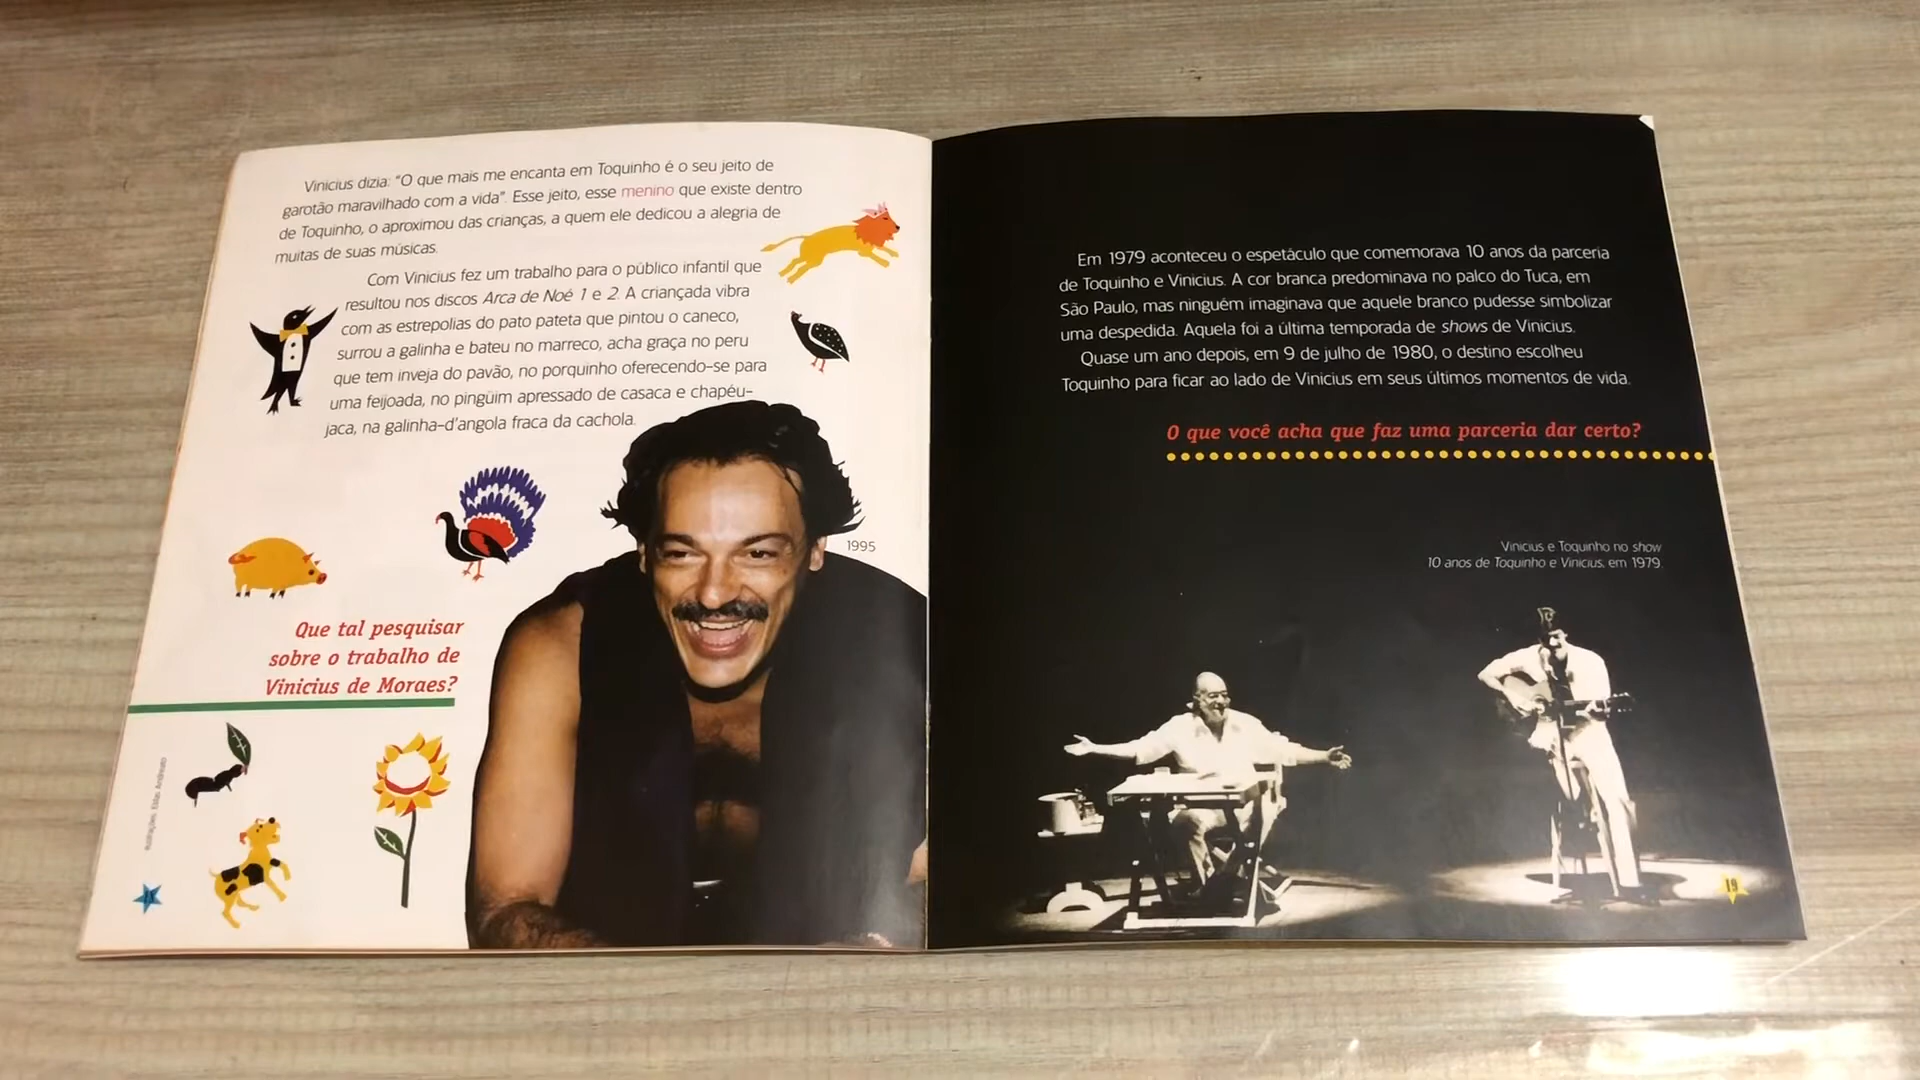 Vinicius dizia: “O que mais me encanta em Toquinho é o seu jeito de
garotão maravilhado com a vida”. Esse jeito, esse menino que existe dentro
de Toquinho, o aproximou das crianças, a quem ele dedicou a alegria de
muitas de suas músicas.
Com Vinicius fez um trabalho para o público infantil que
resultou nos discos Arca de Noé 1 e 2. A criançada vibra
com as estrepolias do pato pateta que pintou o caneco,
surrou a galinha e bateu no marreco, acha graça no peru
que tem inveja do pavão, no porquinho oferecendo-se para
uma feijoada, no pingüim apressado de casaca e chapéu-
jaca, na galinha-d’angola fraca da cachola.
1995
Que tal pesquisar
sobre o trabalho de
Vinicius de Moraes?
Ilustrações: Elifas Andreato
Em 1979 aconteceu o espetáculo que comemorava 10 anos da parceria
de Toquinho e Vinicius. A cor branca predominava no palco do Tuca, em
São Paulo, mas ninguém imaginava que aquele branco pudesse simbolizar
uma despedida. Aquela foi a última temporada de shows de Vinicius.
Quase um ano depois, em 9 de julho de 1980, o destino escolheu
Toquinho para ficar ao lado de Vinicius em seus últimos momentos de vida.
O que você acha que faz uma parceria dar certo?
Vinicius e Toquinho no show
10 anos de Toquinho e Vinicius, em 1979.
19